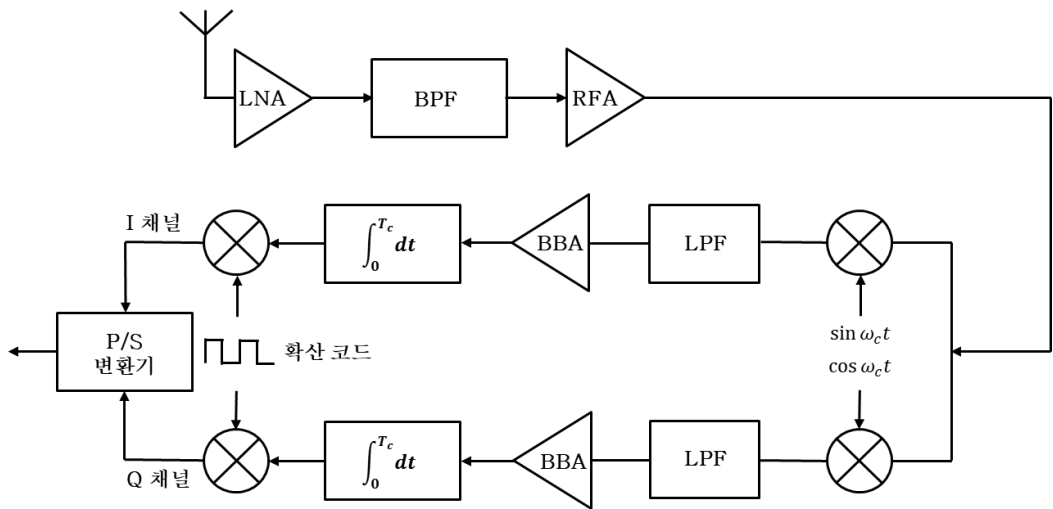 LNA
BPF
RFA
I 채널
∫₀^{T_c} dt
BBA
LPF
P/S
변환기
확산 코드
sin ω_c t
cos ω_c t
Q 채널
∫₀^{T_c} dt
BBA
LPF